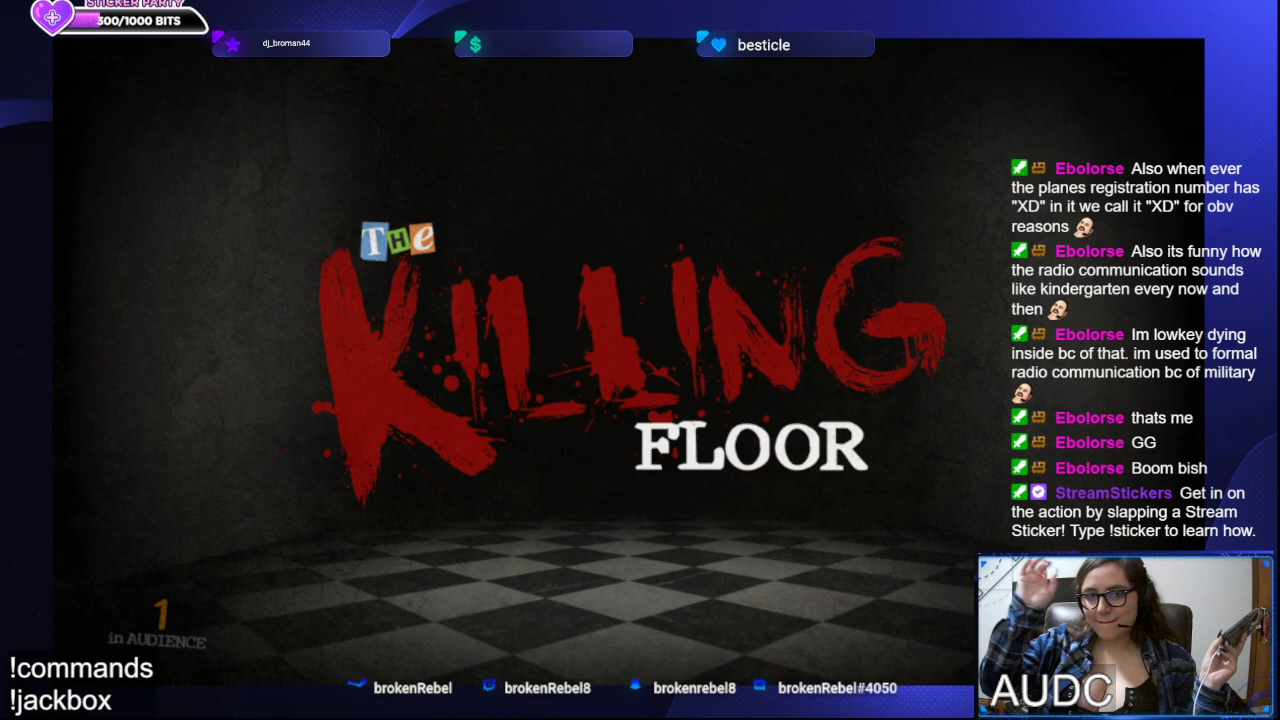 STICKER PARTY
300/1000 BITS
dj_broman44
$
besticle
THe
KILLING
FLOOR
Ebolorse Also when ever
the planes registration number has
"XD" in it we call it "XD" for obv
reasons
Ebolorse Also its funny how
the radio communication sounds
like kindergarten every now and
then
Ebolorse Im lowkey dying
inside bc of that. im used to formal
radio communication bc of military
Ebolorse thats me
Ebolorse GG
Ebolorse Boom bish
StreamStickers Get in on
the action by slapping a Stream
Sticker! Type !sticker to learn how.
1
in AUDIENCE
!commands
!jackbox
brokenRebel
brokenRebel8
brokenrebel8
brokenRebel#4050
AUDC